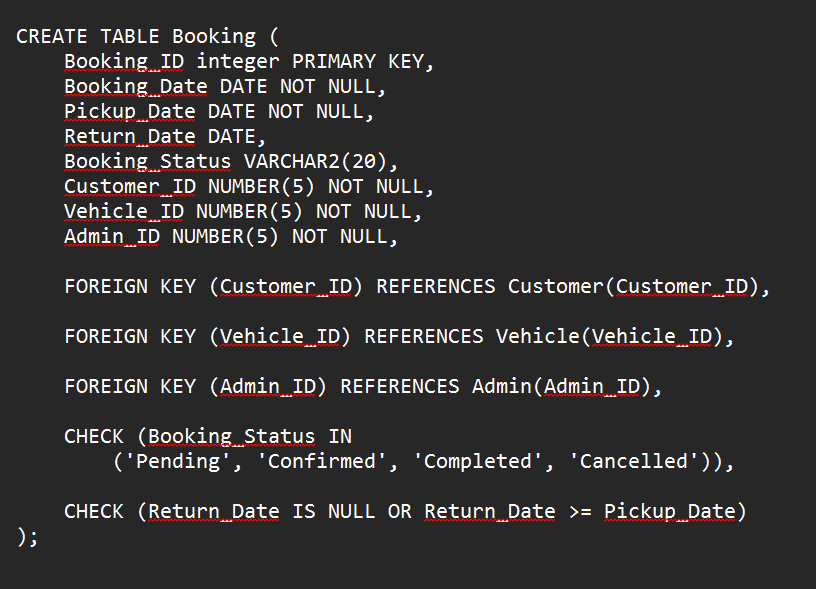 CREATE TABLE Booking (
    Booking_ID integer PRIMARY KEY,
    Booking_Date DATE NOT NULL,
    Pickup_Date DATE NOT NULL,
    Return_Date DATE,
    Booking_Status VARCHAR2(20),
    Customer_ID NUMBER(5) NOT NULL,
    Vehicle_ID NUMBER(5) NOT NULL,
    Admin_ID NUMBER(5) NOT NULL,
    FOREIGN KEY (Customer_ID) REFERENCES Customer(Customer_ID),
    FOREIGN KEY (Vehicle_ID) REFERENCES Vehicle(Vehicle_ID),
    FOREIGN KEY (Admin_ID) REFERENCES Admin(Admin_ID),
    CHECK (Booking_Status IN
        ('Pending', 'Confirmed', 'Completed', 'Cancelled')),
    CHECK (Return_Date IS NULL OR Return_Date >= Pickup_Date)
);